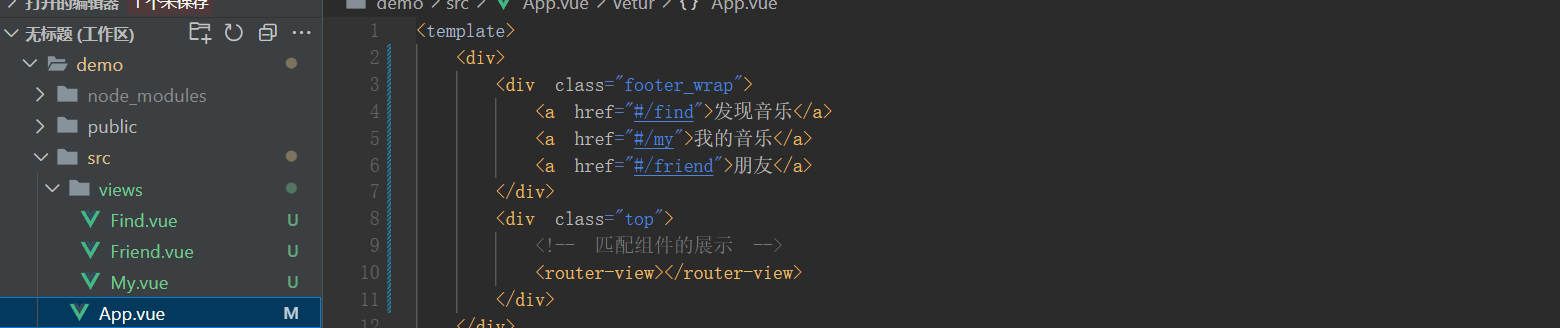 打开的编辑器 1 个未保存
无标题 (工作区)
demo
node_modules
public
src
views
Find.vue U
Friend.vue U
My.vue U
App.vue M
demo > src > App.vue > Vetur > {} App.vue
1 <template>
2 <div>
3 <div class="footer_wrap">
4 <a href="#/find">发现音乐</a>
5 <a href="#/my">我的音乐</a>
6 <a href="#/friend">朋友</a>
7 </div>
8 <div class="top">
9 <!-- 匹配组件的展示 -->
10 <router-view></router-view>
11 </div>
12 </div>